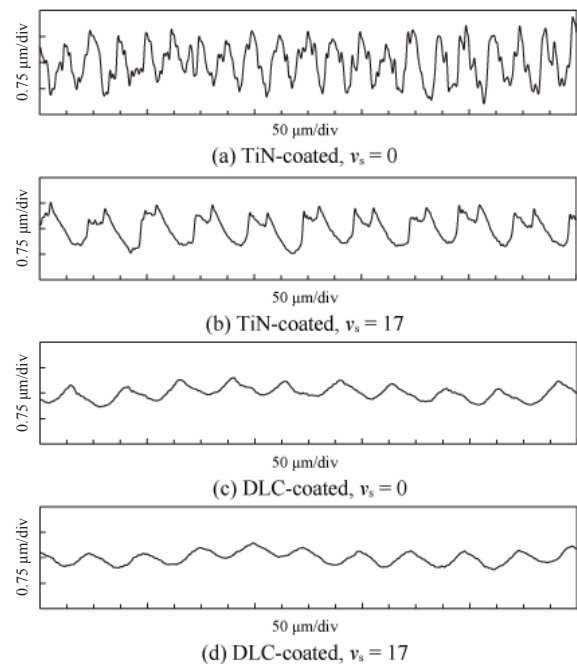 0.75 μm/div
50 μm/div
(a) TiN-coated, vs = 0
0.75 μm/div
50 μm/div
(b) TiN-coated, vs = 17
0.75 μm/div
50 μm/div
(c) DLC-coated, vs = 0
0.75 μm/div
50 μm/div
(d) DLC-coated, vs = 17